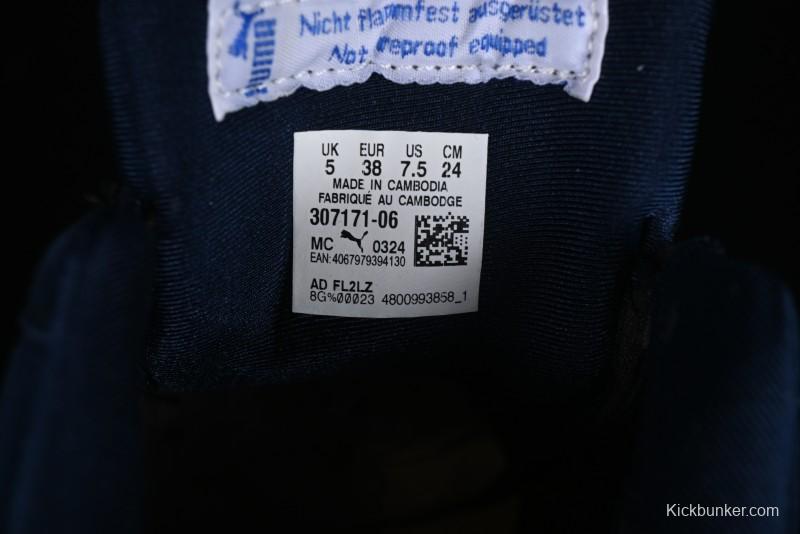 PUMA
Nicht flammfest ausgerüstet
Not fireproof equipped
UK EUR US CM
5 38 7.5 24
MADE IN CAMBODIA
FABRIQUÉ AU CAMBODGE
307171-06
MC 0324
EAN:4067979394130
AD FL2LZ
8G%00023 4800993858_1
Kickbunker.com